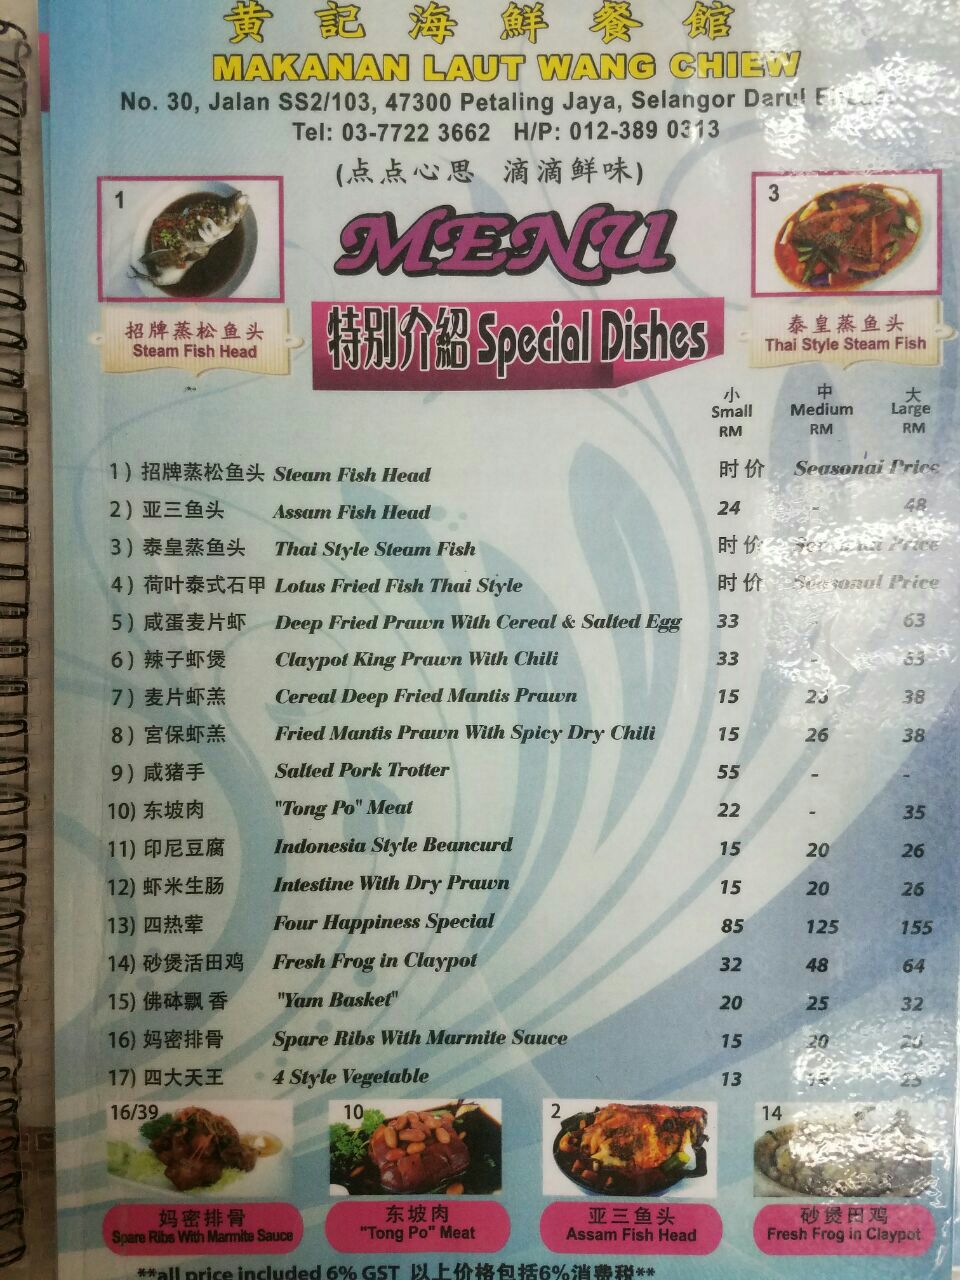 黄記海鮮餐館
MAKANAN LAUT WANG CHIEW
No. 30, Jalan SS2/103, 47300 Petaling Jaya, Selangor Darul
Tel: 03-7722 3662 H/P: 012-389 0313
(点点心思 滴滴鲜味)
MENU
1
招牌蒸松鱼头
Steam Fish Head
3
泰皇蒸鱼头
Thai Style Steam Fish
特别介紹 Special Dishes
小 中 大
Small Medium Large
RM RM RM
1) 招牌蒸松鱼头 Steam Fish Head 时价 Seasonal Price
2) 亚三鱼头 Assam Fish Head 24 - 48
3) 泰皇蒸鱼头 Thai Style Steam Fish 时价 Seasonal Price
4) 荷叶泰式石甲 Lotus Fried Fish Thai Style 时价 Seasonal Price
5) 咸蛋麦片虾 Deep Fried Prawn With Cereal & Salted Egg 33 - 63
6) 辣子虾煲 Claypot King Prawn With Chili 33 -
7) 麦片虾羔 Cereal Deep Fried Mantis Prawn 15 38
8) 宫保虾羔 Fried Mantis Prawn With Spicy Dry Chili 15 26 38
9) 咸猪手 Salted Pork Trotter 55 - -
10) 东坡肉 "Tong Po" Meat 22 - 35
11) 印尼豆腐 Indonesia Style Beancurd 15 20 26
12) 虾米生肠 Intestine With Dry Prawn 15 20 26
13) 四热荤 Four Happiness Special 85 125 155
14) 砂煲活田鸡 Fresh Frog in Claypot 32 48 64
15) 佛砵飘香 "Yam Basket" 20 25 32
16) 妈密排骨 Spare Ribs With Marmite Sauce 15 20
17) 四大天王 4 Style Vegetable 13
16/39
妈密排骨
Spare Ribs With Marmite Sauce
10
东坡肉
"Tong Po" Meat
2
亚三鱼头
Assam Fish Head
14
砂煲田鸡
Fresh Frog in Claypot
**all price included 6% GST 以上价格包括6%消费税**